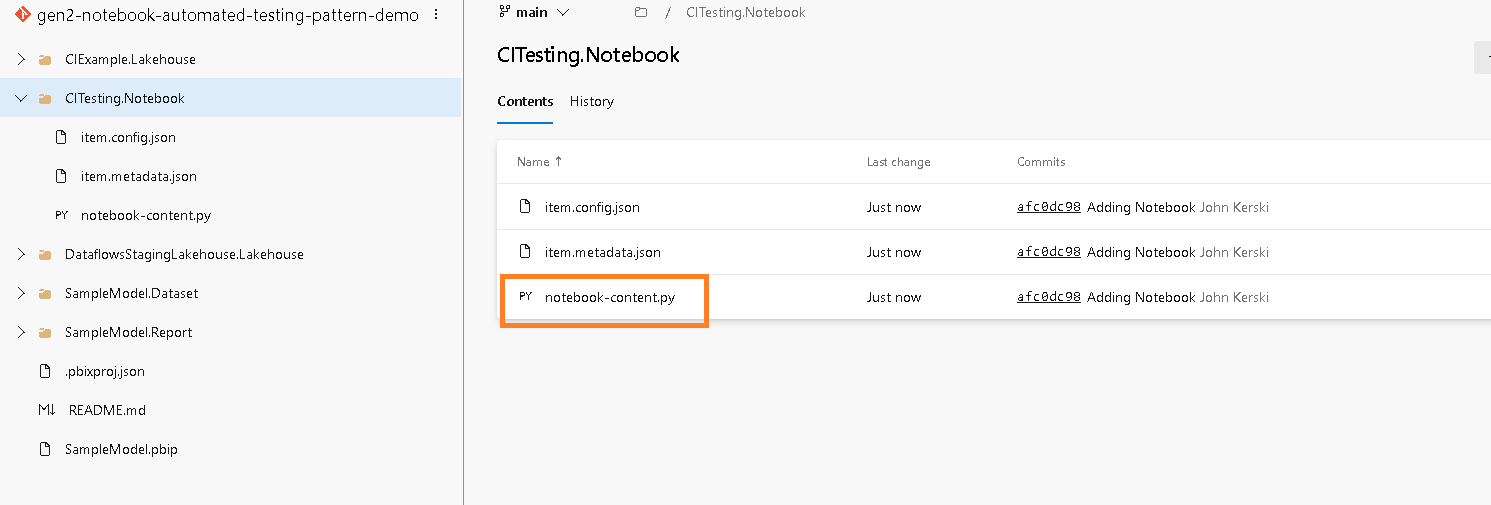 gen2-notebook-automated-testing-pattern-demo
CIExample.Lakehouse
CITesting.Notebook
item.config.json
item.metadata.json
PY notebook-content.py
DataflowsStagingLakehouse.Lakehouse
SampleModel.Dataset
SampleModel.Report
.pbixproj.json
M↓ README.md
SampleModel.pbip
main / CITesting.Notebook
CITesting.Notebook
Contents History
Name ↑ Last change Commits
item.config.json Just now afc0dc98 Adding Notebook John Kerski
item.metadata.json Just now afc0dc98 Adding Notebook John Kerski
PY notebook-content.py Just now afc0dc98 Adding Notebook John Kerski